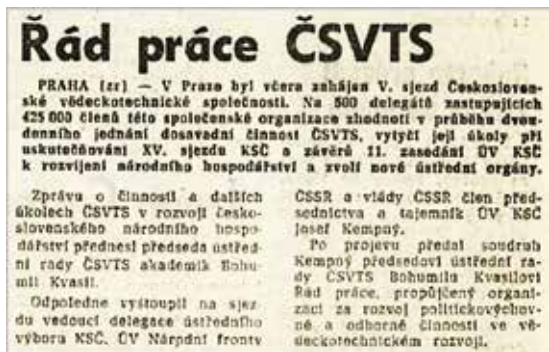 Řád práce ČSVTS
PRAHA (zr) — V Praze byl včera zahájen V. sjezd Českosloven-
ské vědeckotechnické společnosti. Na 500 delegátů zastupujících
425 000 členů této společenské organizace zhodnotí v průběhu dvou-
denního jednání dosavadní činnost ČSVTS, vytyčí její úkoly při
uskutečňování XV. sjezdu KSČ a závěrů 11. zasedání ÚV KSČ
k rozvíjení národního hospodářství a zvolí nové ústřední orgány.
Zprávu o činnosti a dalších
úkolech ČSVTS v rozvoji česko-
slovenského národního hospo-
dářství přednesl předseda ústřed-
ní rady ČSVTS akademik Bohu-
mil Kvasil.
Odpoledne vystoupil na sjez-
du vedoucí delegace ústředního
výboru KSČ, ÚV Národní fronty
ČSSR a vlády ČSSR člen před-
sednictva a tajemník ÚV KSČ
Josef Kempný.
Po projevu předal soudruh
Kempný předsedovi ústřední ra-
dy ČSVTS Bohumilu Kvasilovi
Řád práce, propůjčený organi-
zaci za rozvoj politickovýchov-
né a odborné činnosti ve vě-
deckotechnickém rozvoji.